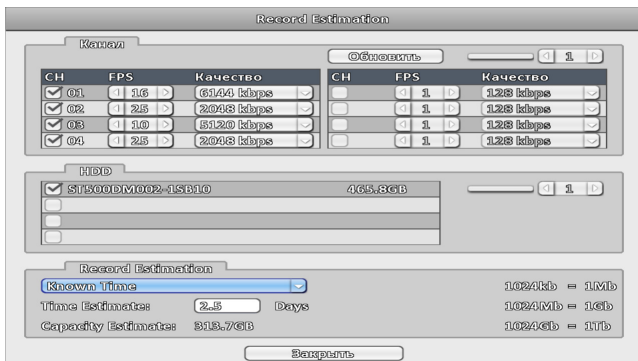 Record Estimation
Канал
Обновить 1
CH FPS Качество CH FPS Качество
01 16 6144 kbps 1 128 kbps
02 25 2048 kbps 1 128 kbps
03 10 5120 kbps 1 128 kbps
04 25 2048 kbps 1 128 kbps
HDD
ST500DM002-1SB10 465.8GB 1
Record Estimation
Known Time 1024kb = 1Mb
Time Estimate: 2.5 Days 1024Mb = 1Gb
Capacity Estimate: 313.7GB 1024Gb = 1Tb
Закрыть